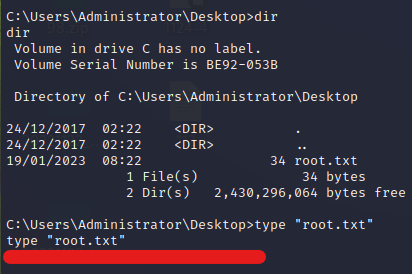 C:\Users\Administrator\Desktop>dir
dir
 Volume in drive C has no label.
 Volume Serial Number is BE92-053B

 Directory of C:\Users\Administrator\Desktop

24/12/2017  02:22    <DIR>          .
24/12/2017  02:22    <DIR>          ..
19/01/2023  08:22                34 root.txt
               1 File(s)             34 bytes
               2 Dir(s)   2,430,296,064 bytes free

C:\Users\Administrator\Desktop>type "root.txt"
type "root.txt"